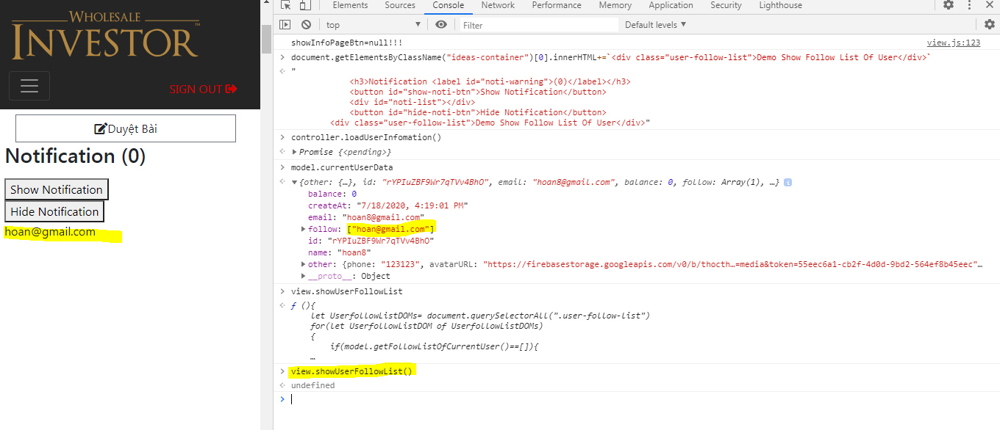 WHOLESALE
INVESTOR™
SIGN OUT
Duyệt Bài
Notification (0)
Show Notification
Hide Notification
hoan@gmail.com
Elements Sources Console Network Performance Memory Application Security Lighthouse
top Filter Default levels
showInfoPageBtn=null!!! view.js:123
document.getElementsByClassName("ideas-container")[0].innerHTML+=`<div class="user-follow-list">Demo Show Follow List Of User</div>`
"
<h3>Notification <label id="noti-warning">(0)</label></h3>
<button id="show-noti-btn">Show Notification</button>
<div id="noti-list"></div>
<button id="hide-noti-btn">Hide Notification</button>
<div class="user-follow-list">Demo Show Follow List Of User</div>"
controller.loadUserInfomation()
Promise {<pending>}
model.currentUserData
{other: {…}, id: "rYPIuZBF9Wr7qTVv4BhO", email: "hoan8@gmail.com", balance: 0, follow: Array(1), …}
balance: 0
createAt: "7/18/2020, 4:19:01 PM"
email: "hoan8@gmail.com"
follow: ["hoan@gmail.com"]
id: "rYPIuZBF9Wr7qTVv4BhO"
name: "hoan8"
other: {phone: "123123", avatarURL: "https://firebasestorage.googleapis.com/v0/b/thocth…=media&token=55eec6a1-cb2f-4d0d-9bd2-564ef8b45eec"…
__proto__: Object
view.showUserFollowList
ƒ (){
let UserfollowListDOMs= document.querySelectorAll(".user-follow-list")
for(let UserfollowListDOM of UserfollowListDOMs)
{
if(model.getFollowListOfCurrentUser()==[]){
…
view.showUserFollowList()
undefined